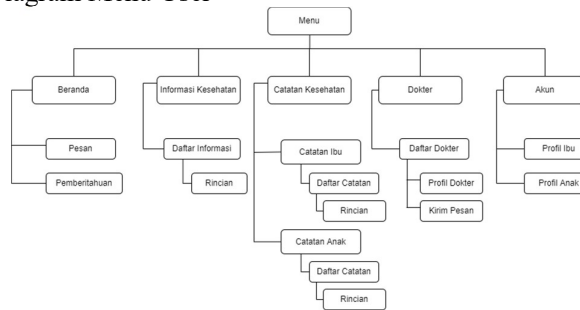 Menu
Beranda
Informasi Kesehatan
Catatan Kesehatan
Dokter
Akun
Pesan
Daftar Informasi
Catatan Ibu
Daftar Dokter
Profil Ibu
Pemberitahuan
Rincian
Daftar Catatan
Profil Dokter
Profil Anak
Rincian
Kirim Pesan
Catatan Anak
Daftar Catatan
Rincian